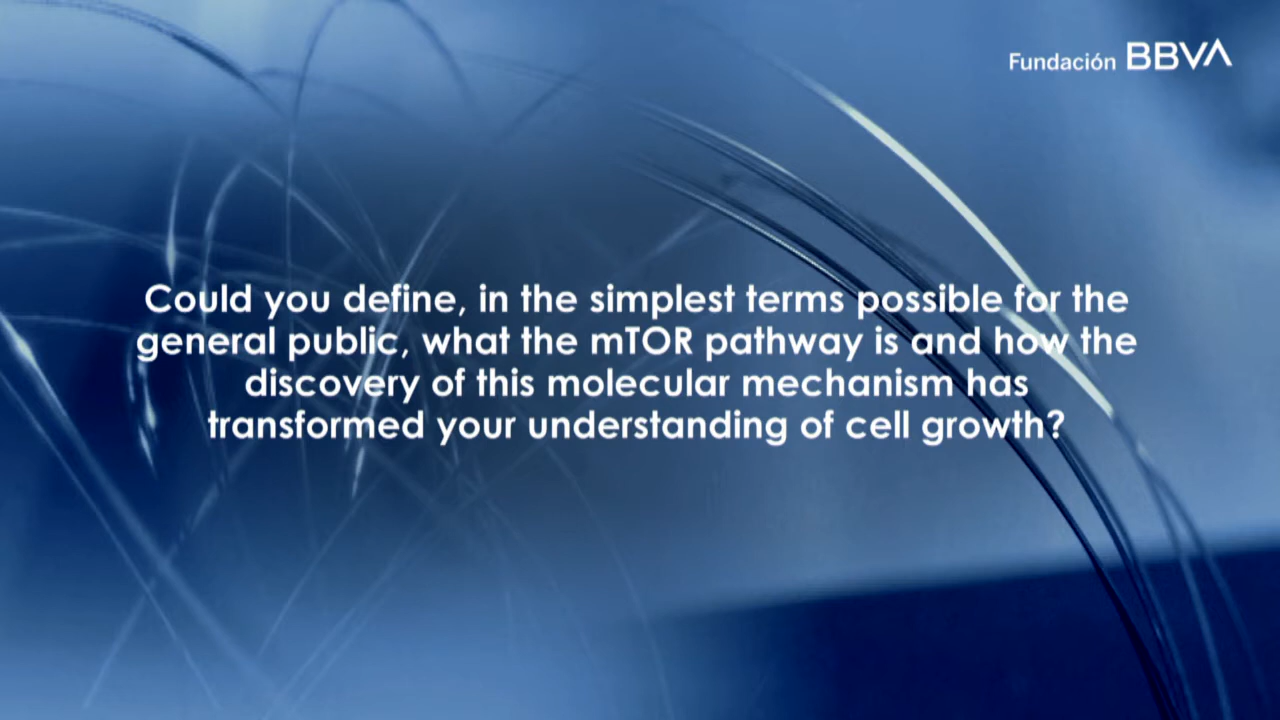 Fundación BBVA
Could you define, in the simplest terms possible for the
general public, what the mTOR pathway is and how the
discovery of this molecular mechanism has
transformed your understanding of cell growth?